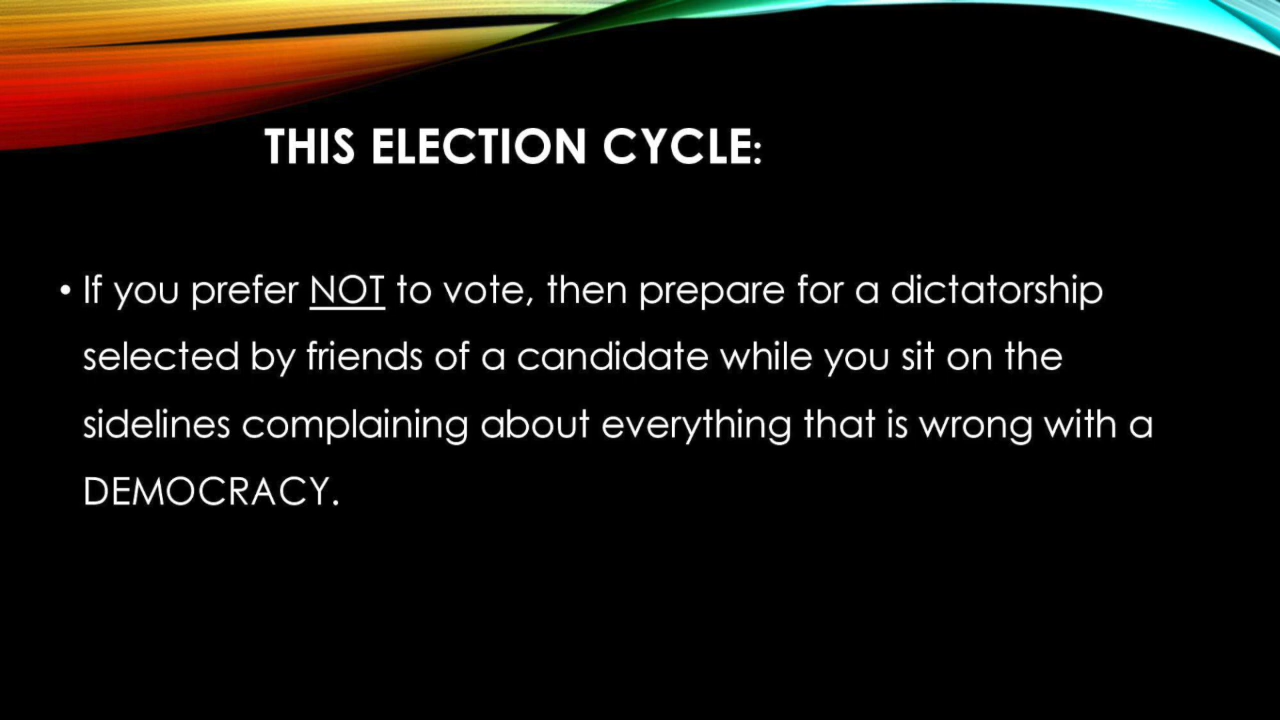 THIS ELECTION CYCLE:
• If you prefer NOT to vote, then prepare for a dictatorship
selected by friends of a candidate while you sit on the
sidelines complaining about everything that is wrong with a
DEMOCRACY.